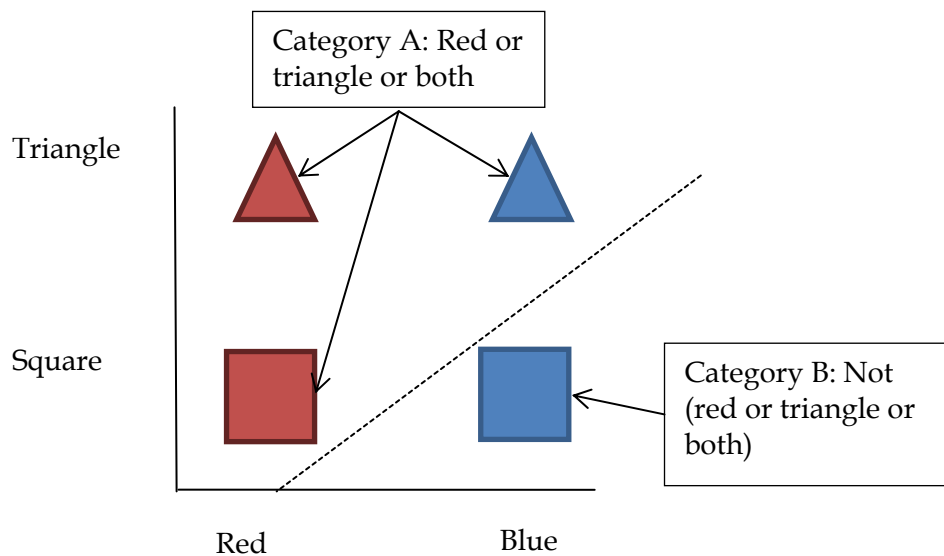 Category A: Red or
triangle or both
Triangle
Square
Category B: Not
(red or triangle or
both)
Red
Blue